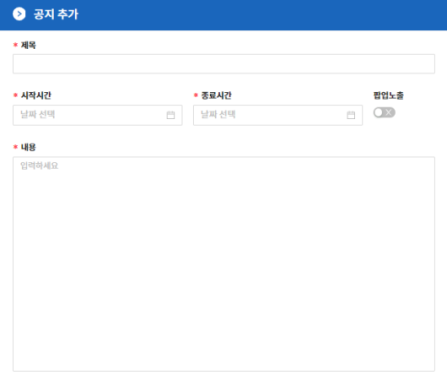 공지 추가
* 제목
* 시작시간 * 종료시간 팝업노출
날짜 선택 날짜 선택
* 내용
입력하세요